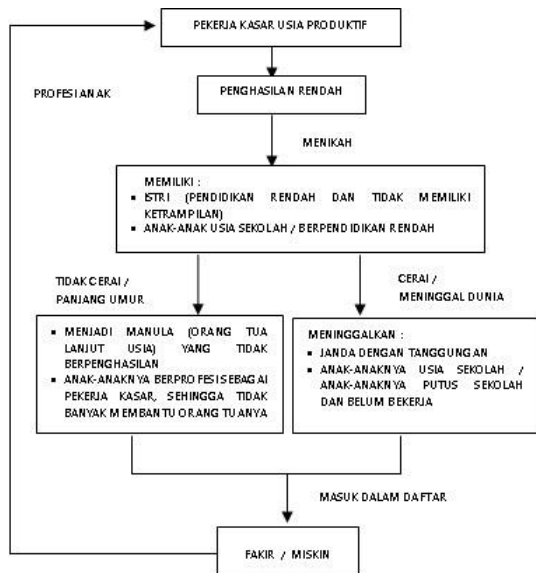 PEKERJA KASAR USIA PRODUKTIF
PROFESI ANAK
PENGHASILAN RENDAH
MENIKAH
MEMILIKI :
▪ ISTRI (PENDIDIKAN RENDAH DAN TIDAK MEMILIKI
KETRAMPILAN)
▪ ANAK-ANAK USIA SEKOLAH / BERPENDIDIKAN RENDAH
TIDAK CERAI /
PANJANG UMUR
CERAI /
MENINGGAL DUNIA
▪ MENJADI MANULA (ORANG TUA
LANJUT USIA) YANG TIDAK
BERPENGHASILAN
▪ ANAK-ANAKNYA BERPROFESI SEBAGAI
PEKERJA KASAR, SEHINGGA TIDAK
BANYAK MEMBANTU ORANG TUANYA
MENINGGALKAN :
▪ JANDA DENGAN TANGGUNGAN
▪ ANAK-ANAKNYA USIA SEKOLAH /
ANAK-ANAKNYA PUTUS SEKOLAH
DAN BELUM BEKERJA
MASUK DALAM DAFTAR
FAKIR / MISKIN